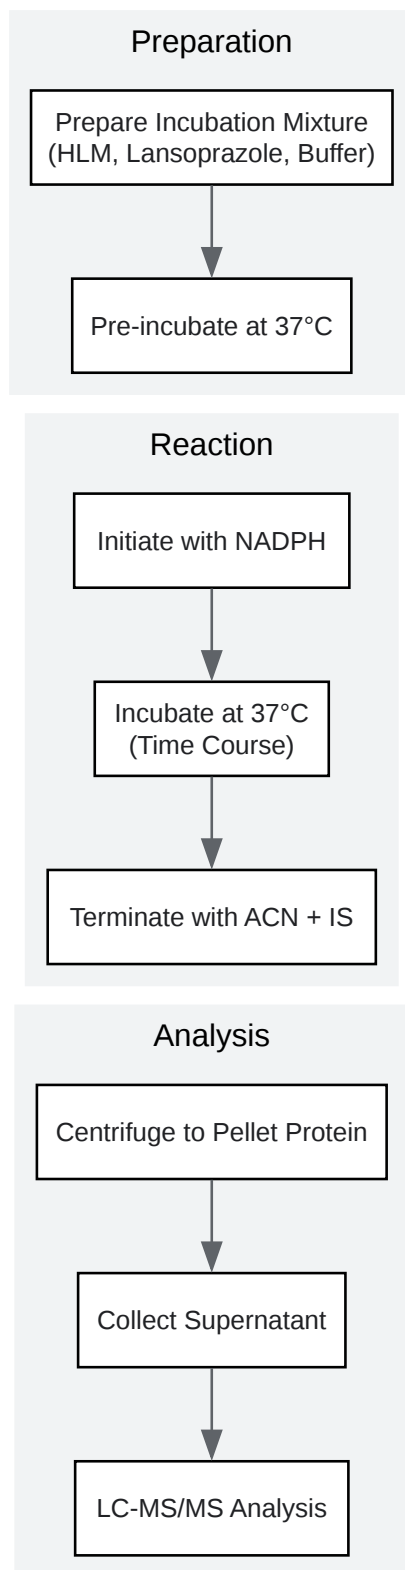 Preparation
Prepare Incubation Mixture
(HLM, Lansoprazole, Buffer)
Pre-incubate at 37°C
Reaction
Initiate with NADPH
Incubate at 37°C
(Time Course)
Terminate with ACN + IS
Analysis
Centrifuge to Pellet Protein
Collect Supernatant
LC-MS/MS Analysis